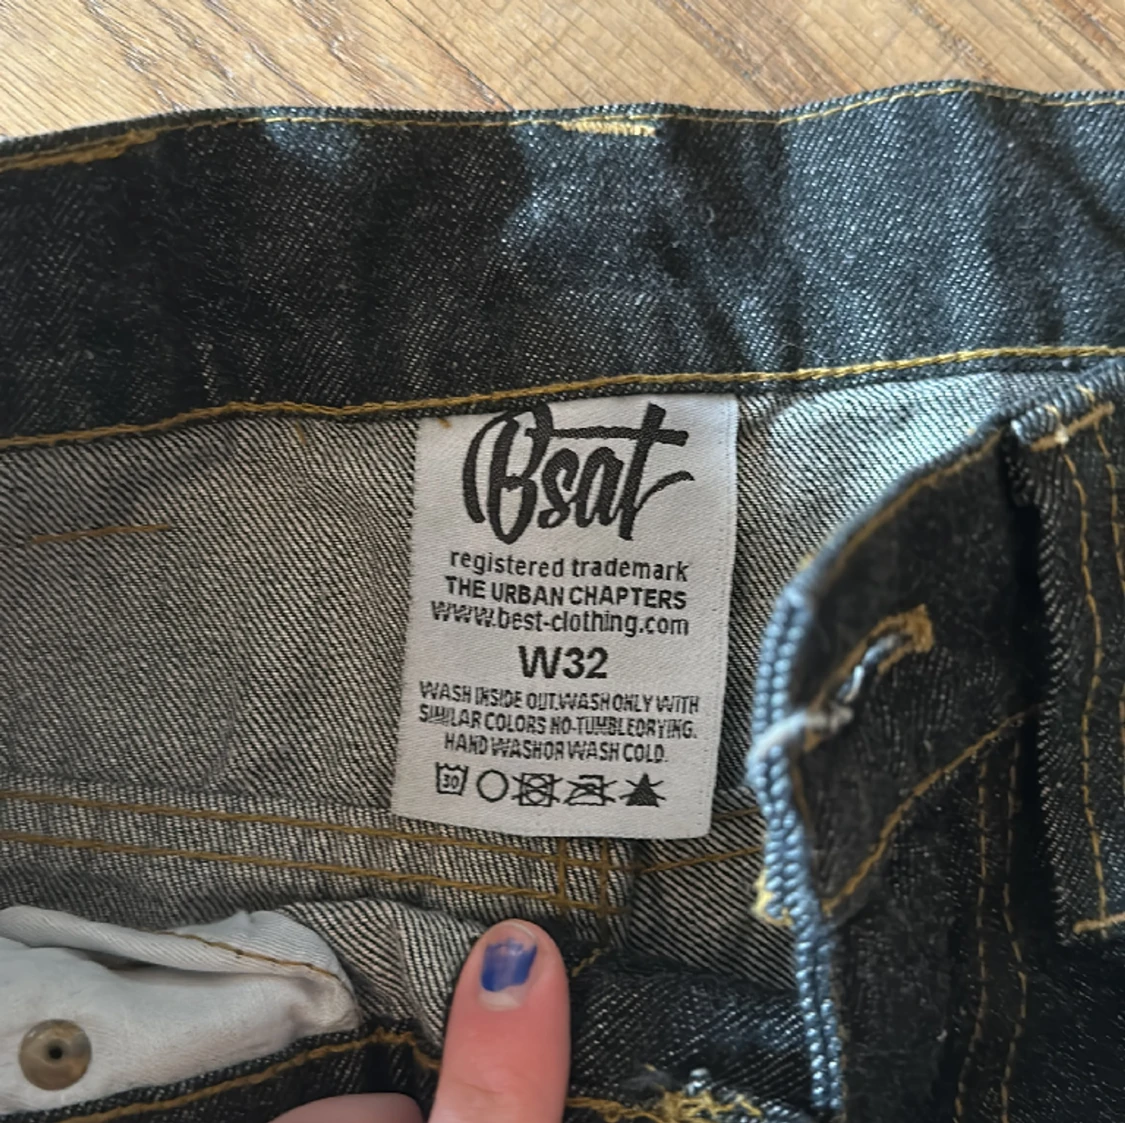 Bsat
registered trademark
THE URBAN CHAPTERS
www.best-clothing.com
W32
WASH INSIDE OUT.WASH ONLY WITH
SIMILAR COLORS NO-TUMBLEDRYING.
HAND WASHOR WASH COLD.
30